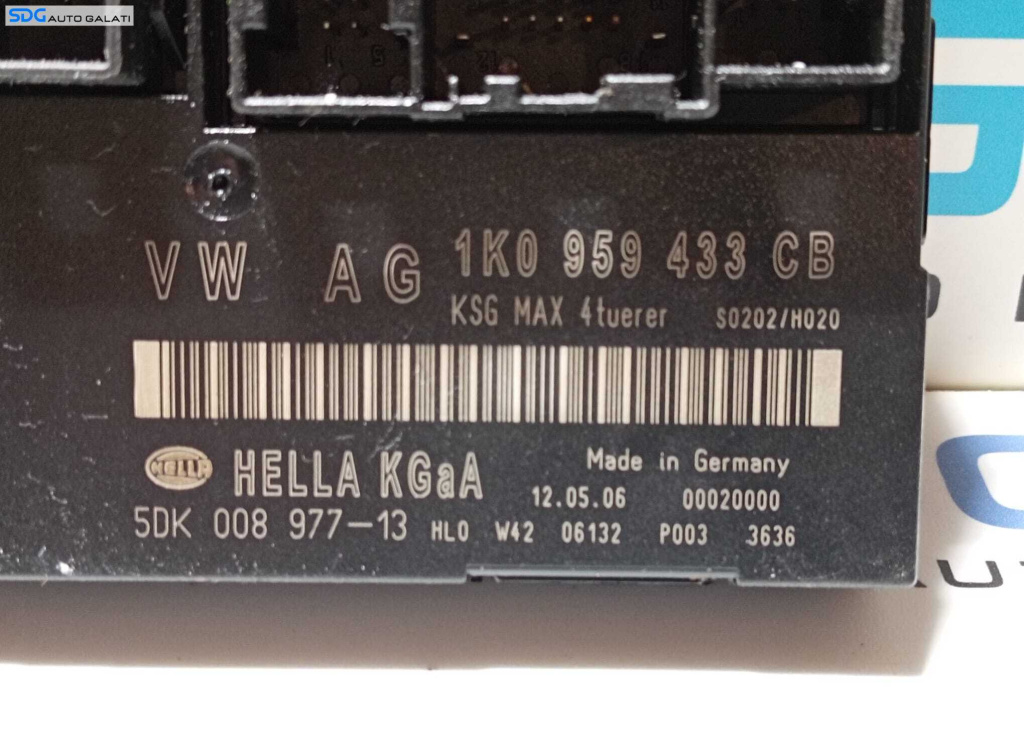 SDG AUTO GALATI
VW AG 1K0 959 433 CB
KSG MAX 4tuerer S0202/H020
HELLA HELLA KGaA Made in Germany
12.05.06 00020000
5DK 008 977-13 HLO W42 06132 P003 3636